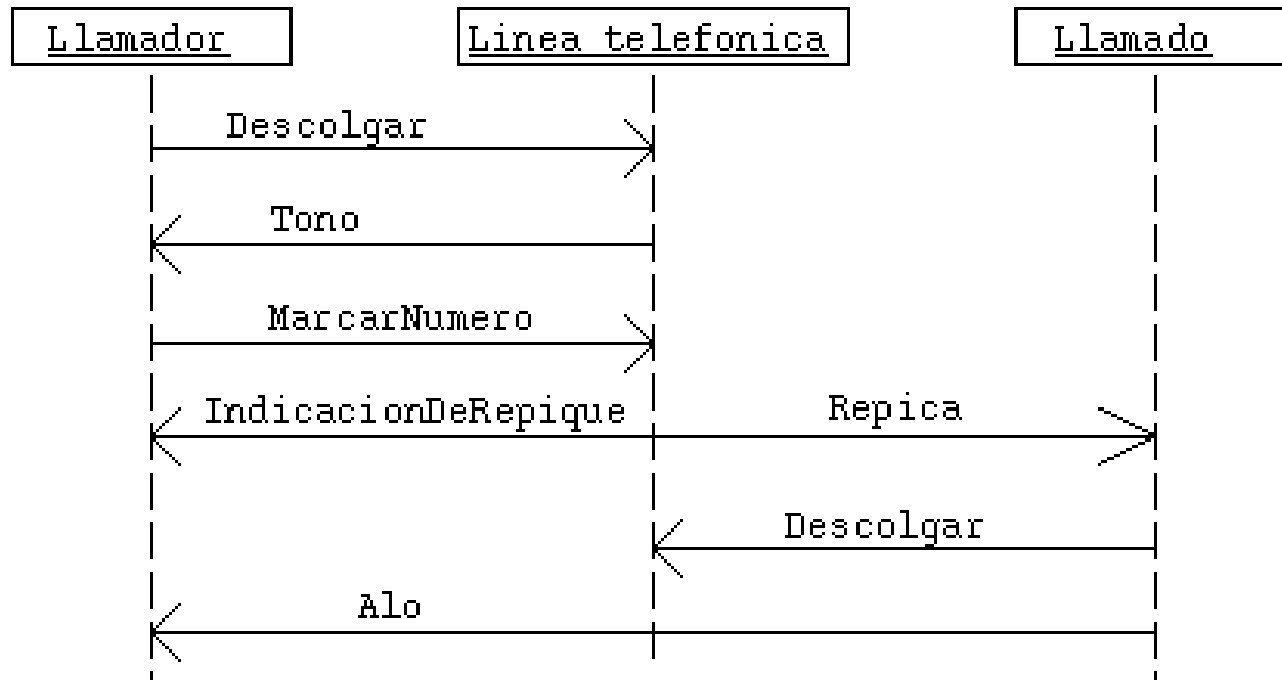 Llamador
Linea telefonica
Llamado
Descolgar
Tono
MarcarNumero
IndicacionDeRepique
Repica
Descolgar
Alo